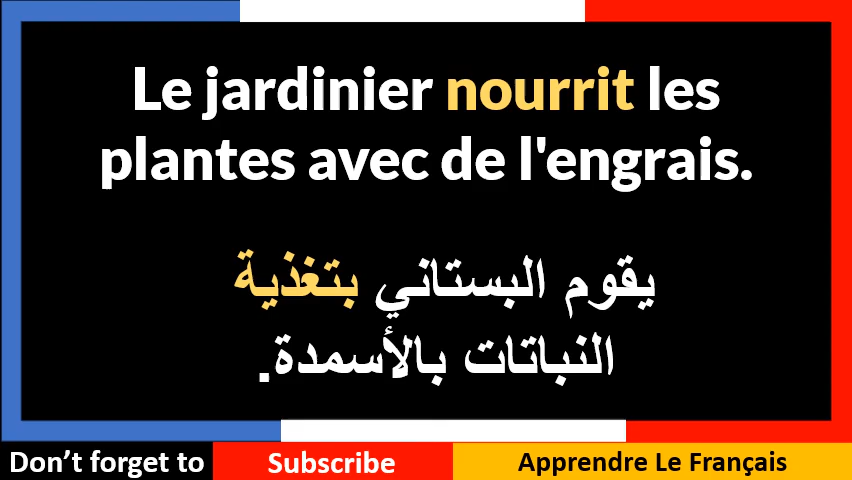 Le jardinier nourrit les
plantes avec de l'engrais.
يقوم البستاني بتغذية
النباتات بالأسمدة.
Don’t forget to Subscribe Apprendre Le Français